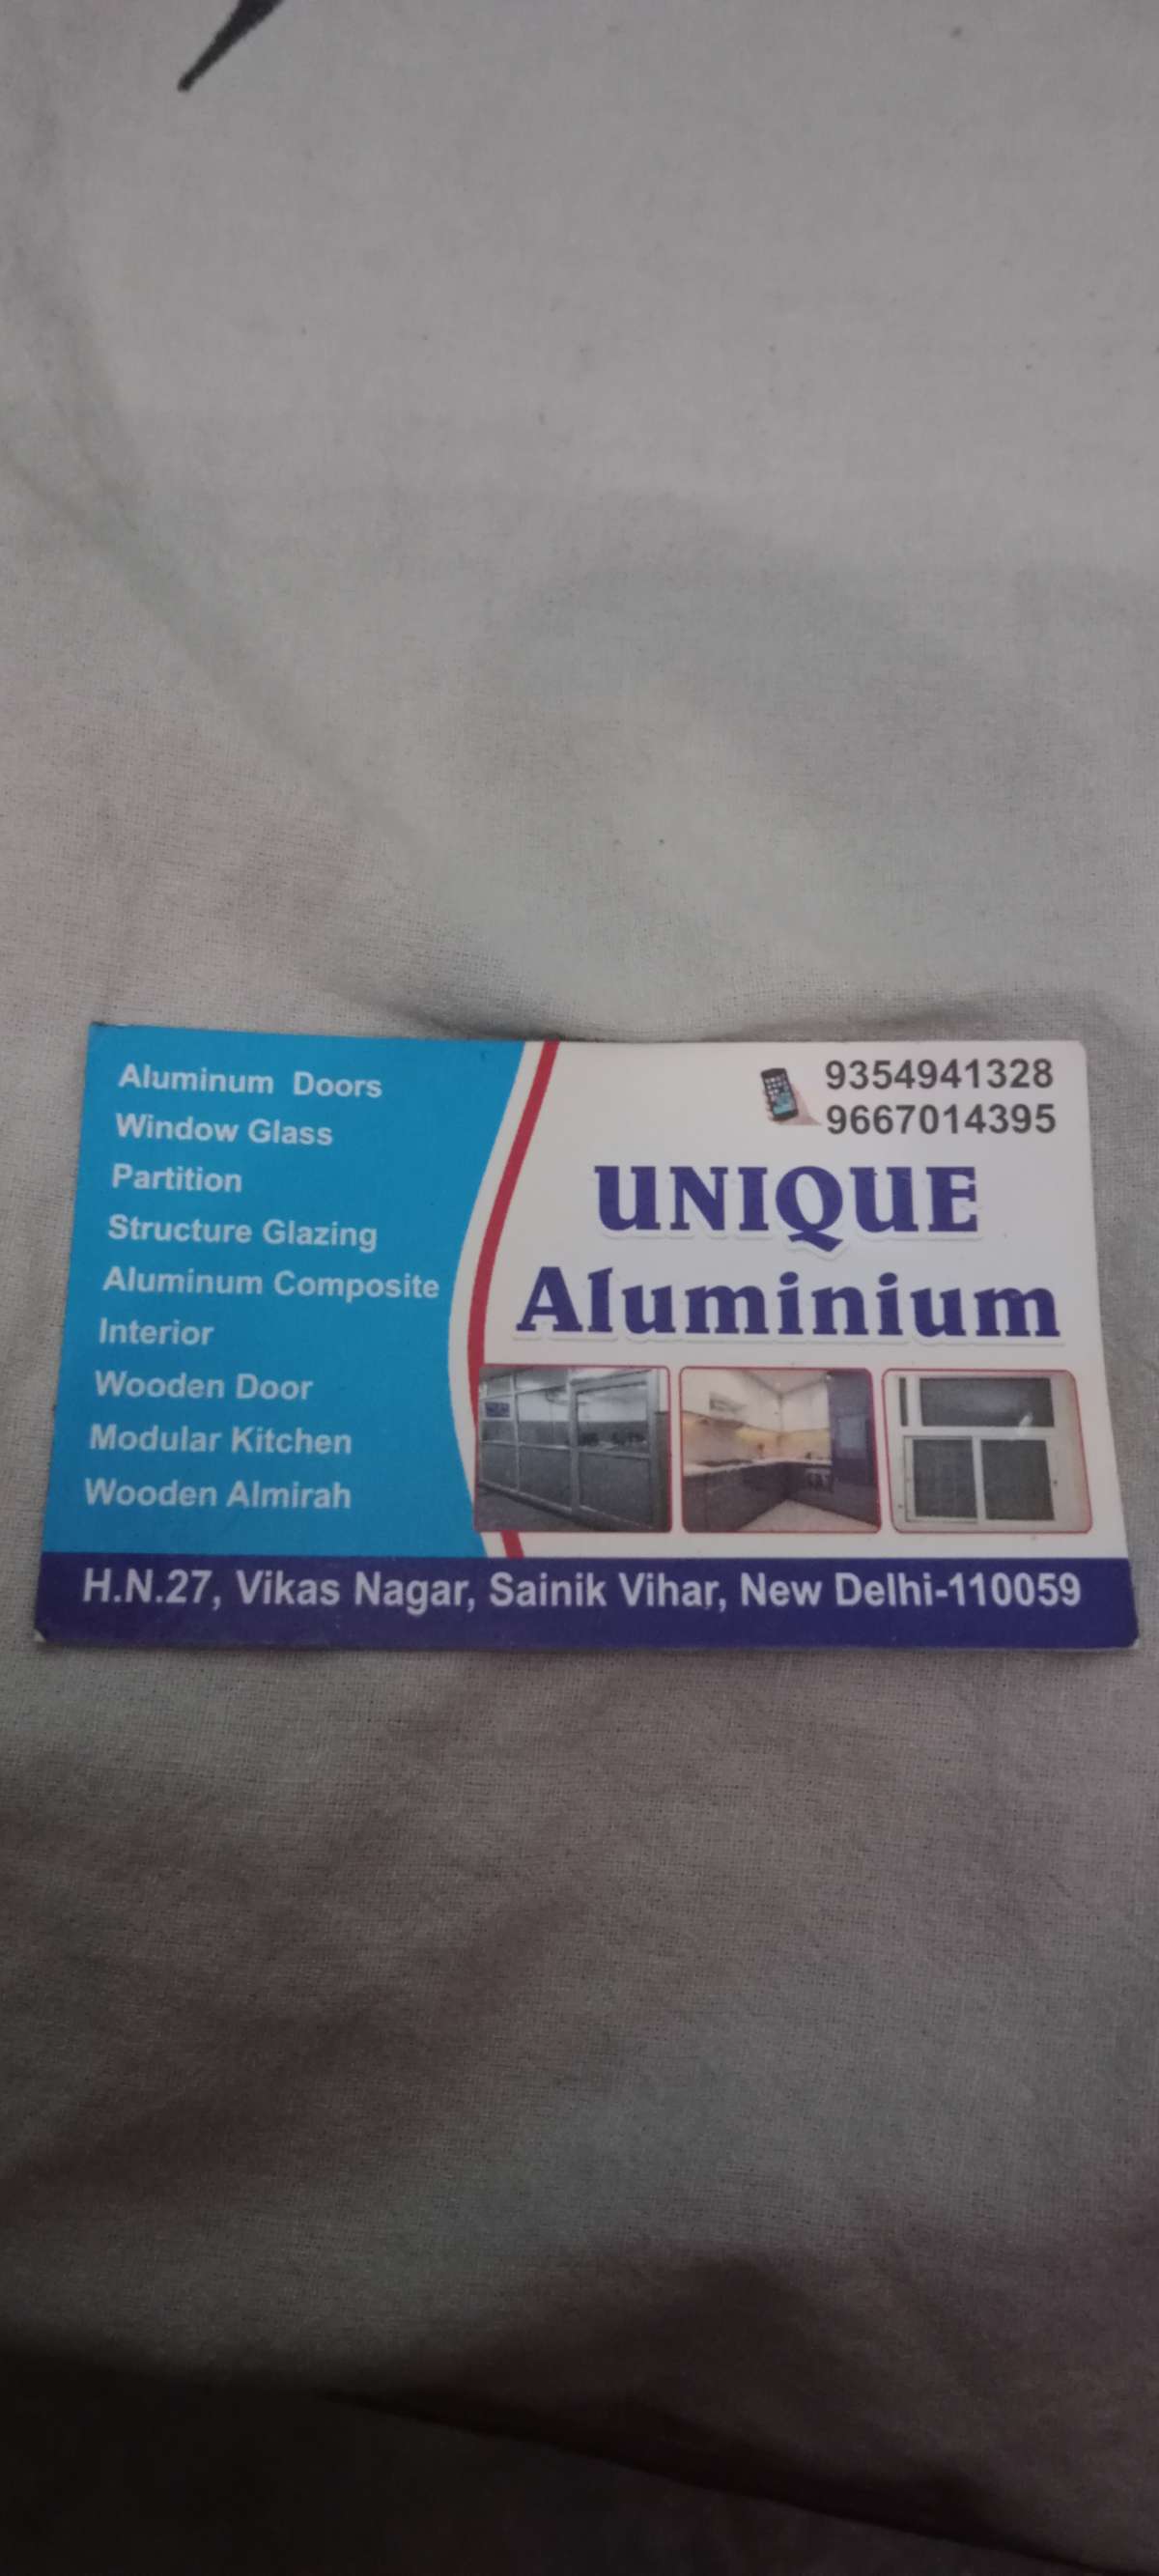 Aluminum Doors
Window Glass
Partition
Structure Glazing
Aluminum Composite
Interior
Wooden Door
Modular Kitchen
Wooden Almirah
9354941328
9667014395
UNIQUE
Aluminium
H.N.27, Vikas Nagar, Sainik Vihar, New Delhi-110059